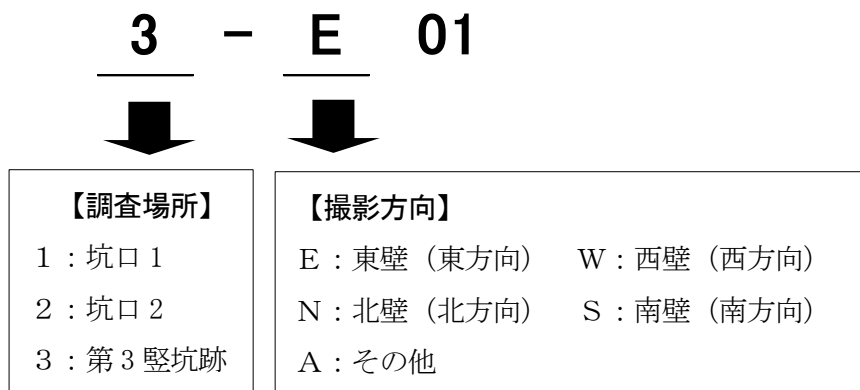 3 － E 01
【調査場所】
1：坑口1
2：坑口2
3：第3竪坑跡
【撮影方向】
E：東壁（東方向）　W：西壁（西方向）
N：北壁（北方向）　S：南壁（南方向）
A：その他